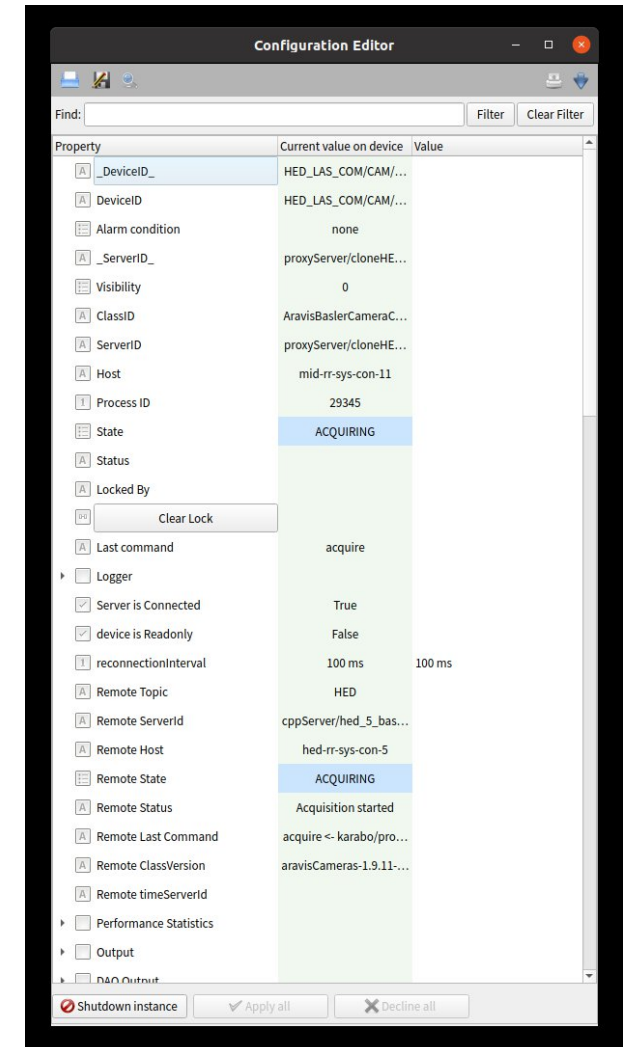 Configuration Editor
Find: Filter Clear Filter
Property Current value on device Value
_DeviceID_ HED_LAS_COM/CAM/...
DeviceID HED_LAS_COM/CAM/...
Alarm condition none
_ServerID_ proxyServer/cloneHE...
Visibility 0
ClassID AravisBaslerCameraC...
ServerID proxyServer/cloneHE...
Host mid-rr-sys-con-11
Process ID 29345
State ACQUIRING
Status
Locked By
Clear Lock
Last command acquire
Logger
Server is Connected True
device is Readonly False
reconnectionInterval 100 ms 100 ms
Remote Topic HED
Remote ServerId cppServer/hed_5_bas...
Remote Host hed-rr-sys-con-5
Remote State ACQUIRING
Remote Status Acquisition started
Remote Last Command acquire <- karabo/pro...
Remote ClassVersion aravisCameras-1.9.11-...
Remote timeServerId
Performance Statistics
Output
DAQ Output
Shutdown instance Apply all Decline all